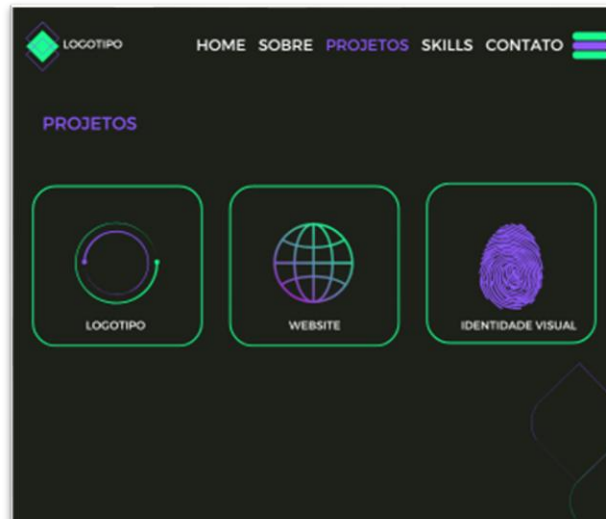 LOGOTIPO
HOME SOBRE PROJETOS SKILLS CONTATO
PROJETOS
LOGOTIPO
WEBSITE
IDENTIDADE VISUAL